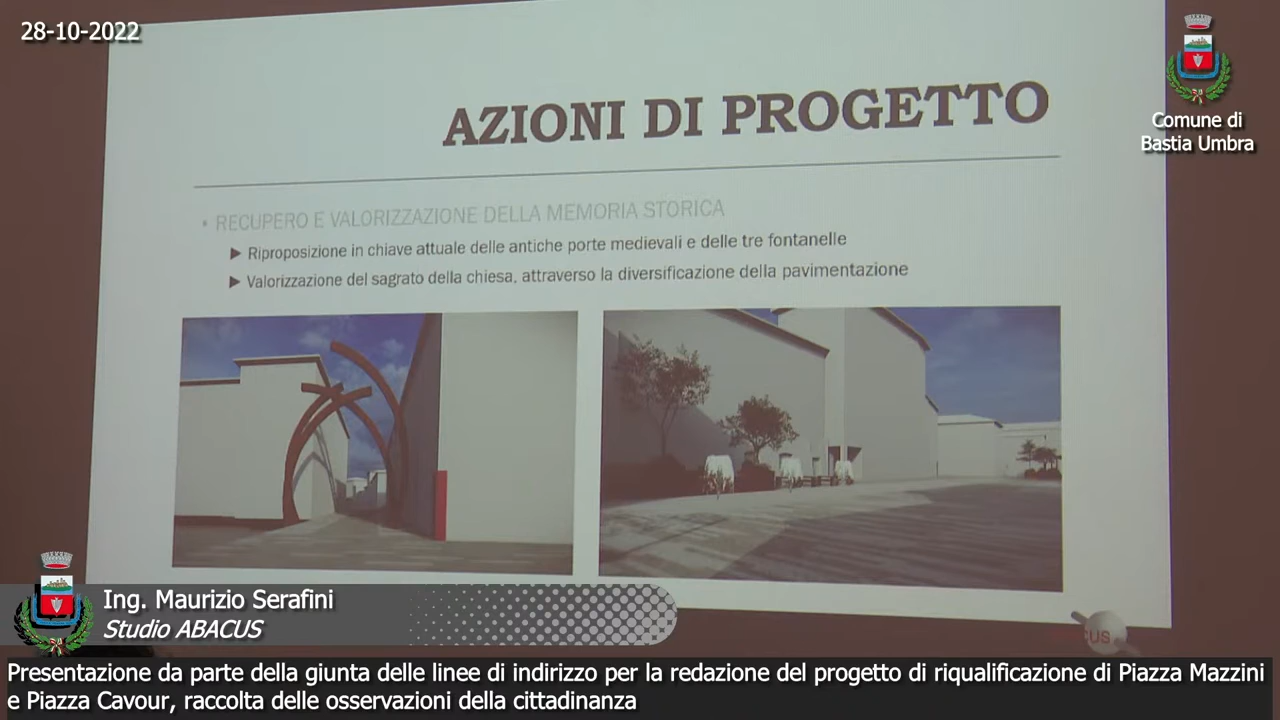 28-10-2022
Comune di
Bastia Umbra
AZIONI DI PROGETTO
• RECUPERO E VALORIZZAZIONE DELLA MEMORIA STORICA
► Riproposizione in chiave attuale delle antiche porte medievali e delle tre fontanelle
► Valorizzazione del sagrato della chiesa, attraverso la diversificazione della pavimentazione
Ing. Maurizio Serafini
Studio ABACUS
Presentazione da parte della giunta delle linee di indirizzo per la redazione del progetto di riqualificazione di Piazza Mazzini
e Piazza Cavour, raccolta delle osservazioni della cittadinanza